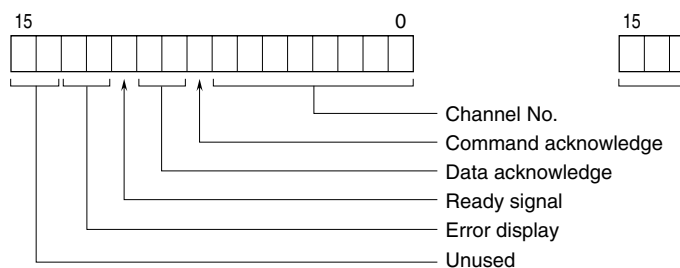 15 0 15
Channel No.
Command acknowledge
Data acknowledge
Ready signal
Error display
Unused